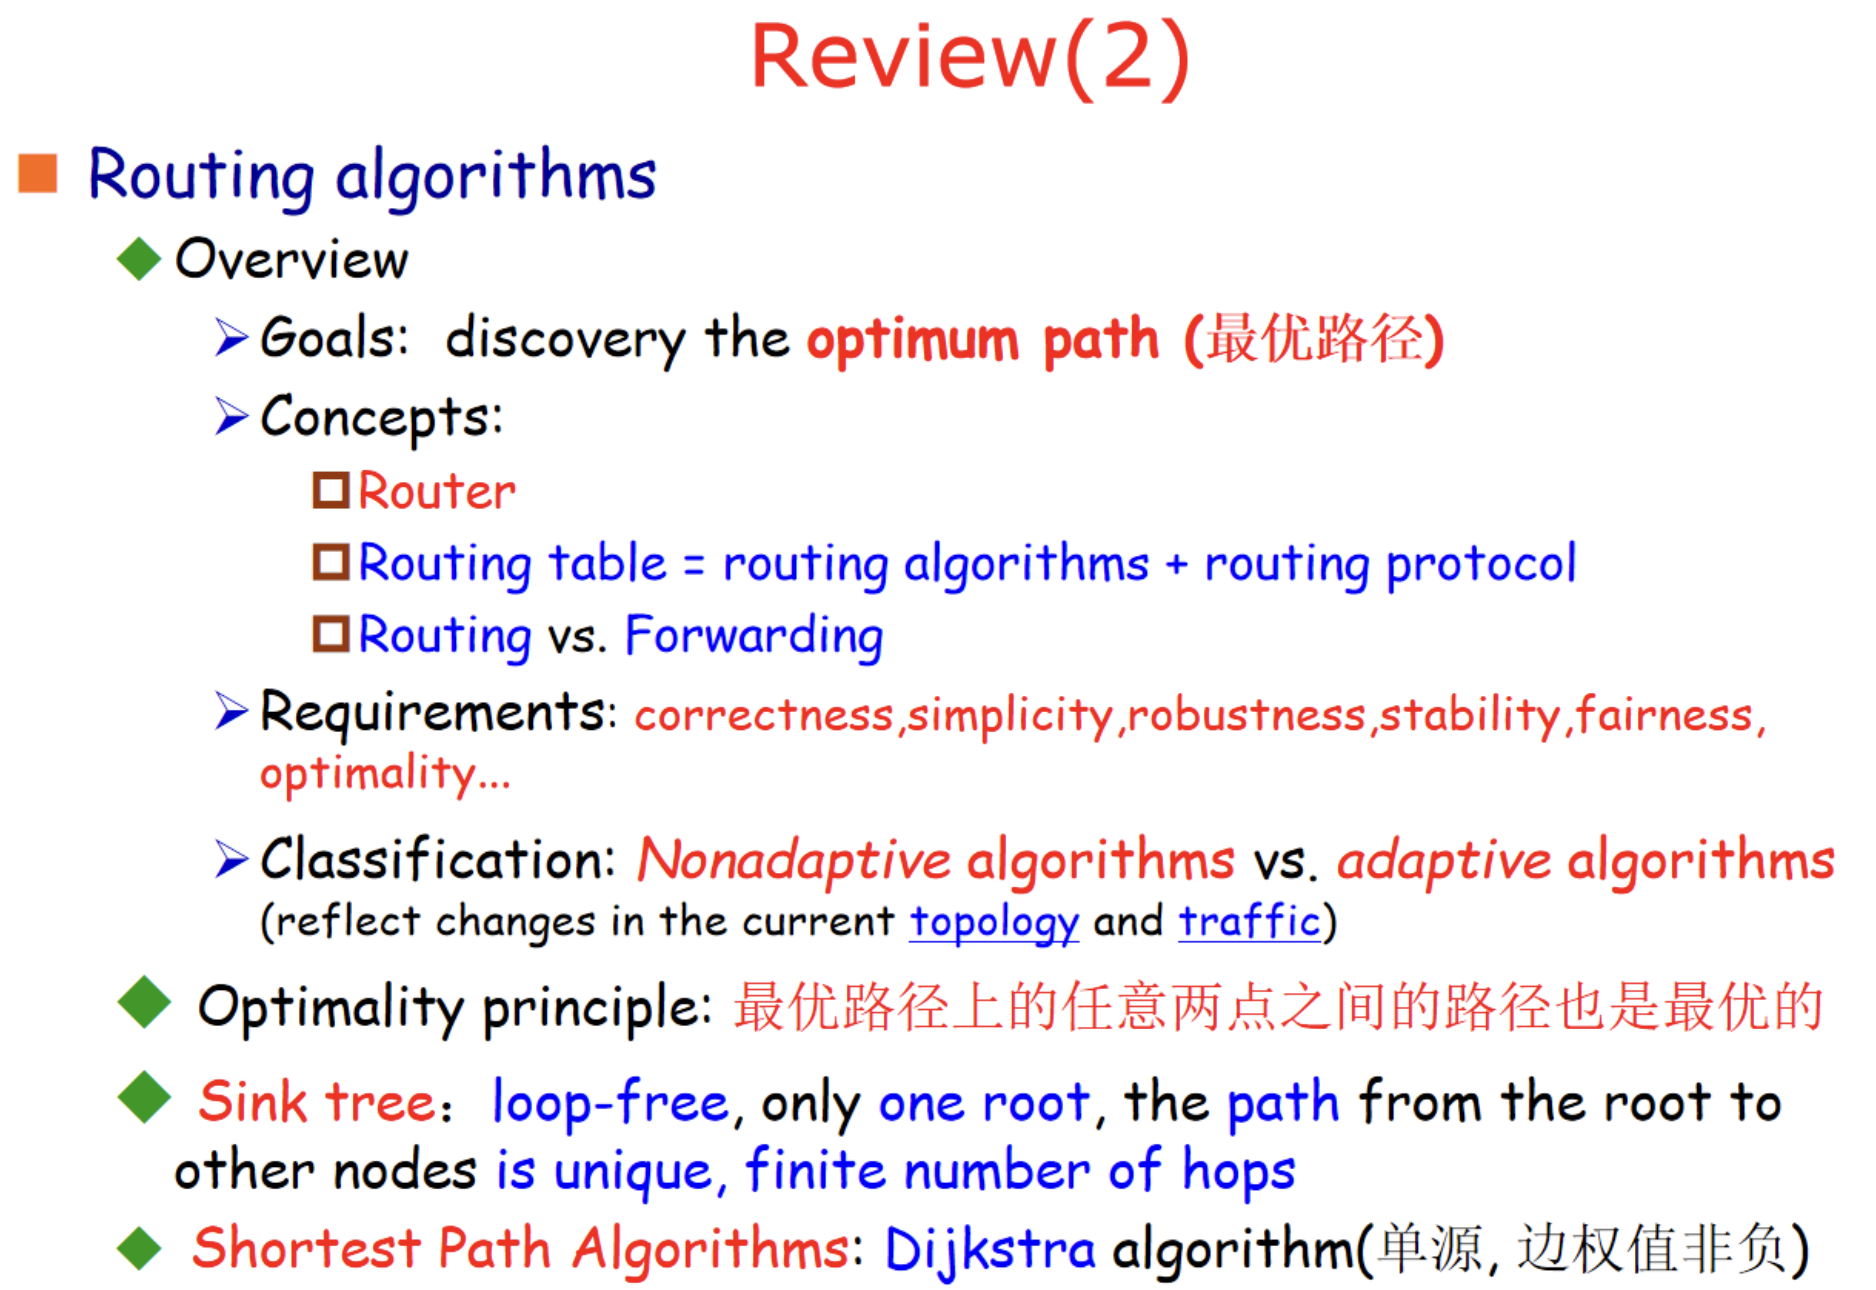 Review(2)
Routing algorithms
Overview
Goals: discovery the optimum path (最优路径)
Concepts:
Router
Routing table = routing algorithms + routing protocol
Routing vs. Forwarding
Requirements: correctness,simplicity,robustness,stability,fairness,
optimality...
Classification: Nonadaptive algorithms vs. adaptive algorithms
(reflect changes in the current topology and traffic)
Optimality principle: 最优路径上的任意两点之间的路径也是最优的
Sink tree：loop-free, only one root, the path from the root to
other nodes is unique, finite number of hops
Shortest Path Algorithms: Dijkstra algorithm(单源, 边权值非负)